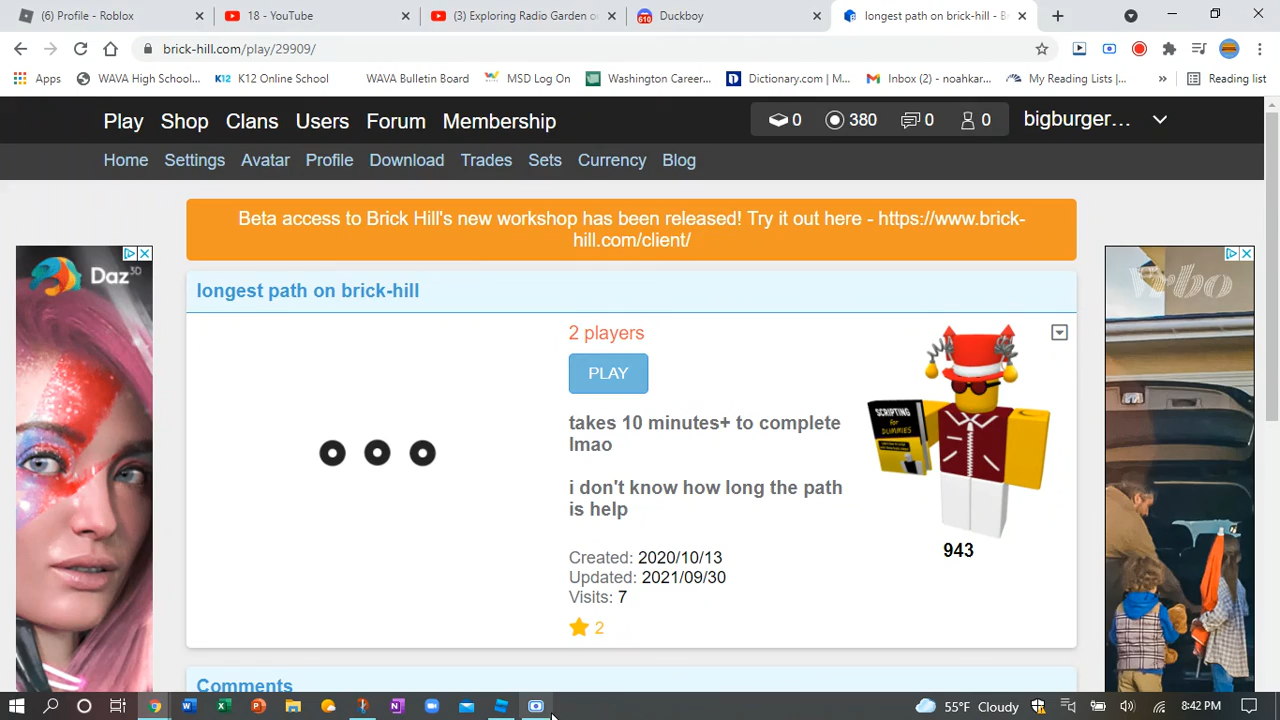 (6) Profile - Roblox
18 - YouTube
(3) Exploring Radio Garden on
610
Duckboy
longest path on brick-hill - B
brick-hill.com/play/29909/
Apps
WAVA High School...
K12
K12 Online School
WAVA Bulletin Board
MSD Log On
Washington Career...
Dictionary.com | M...
Inbox (2) - noahkar...
My Reading Lists |...
»
Reading list
Play
Shop
Clans
Users
Forum
Membership
0
380
0
0
bigburger...
Home
Settings
Avatar
Profile
Download
Trades
Sets
Currency
Blog
Beta access to Brick Hill's new workshop has been released! Try it out here - https://www.brick-
hill.com/client/
Daz 3D
Vrbo
longest path on brick-hill
2 players
PLAY
takes 10 minutes+ to complete
lmao
i don't know how long the path
is help
SCRIPTING
for
DUMMIES
943
Created: 2020/10/13
Updated: 2021/09/30
Visits: 7
2
Comments
55°F Cloudy
8:42 PM